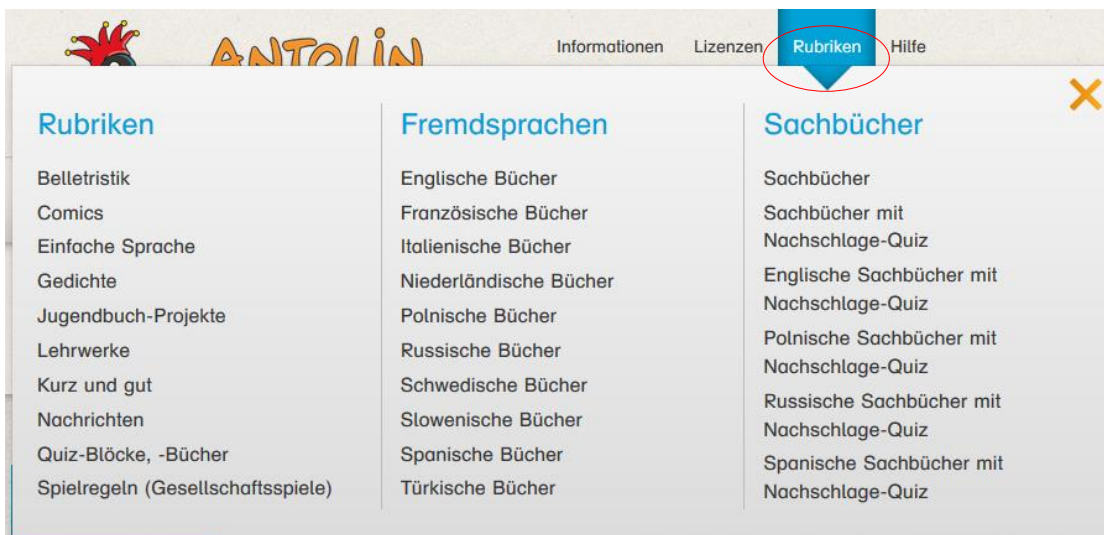 ANTOLIN
Informationen Lizenzen Rubriken Hilfe
Rubriken
Belletristik
Comics
Einfache Sprache
Gedichte
Jugendbuch-Projekte
Lehrwerke
Kurz und gut
Nachrichten
Quiz-Blöcke, -Bücher
Spielregeln (Gesellschaftsspiele)
Fremdsprachen
Englische Bücher
Französische Bücher
Italienische Bücher
Niederländische Bücher
Polnische Bücher
Russische Bücher
Schwedische Bücher
Slowenische Bücher
Spanische Bücher
Türkische Bücher
Sachbücher
Sachbücher
Sachbücher mit
Nachschlage-Quiz
Englische Sachbücher mit
Nachschlage-Quiz
Polnische Sachbücher mit
Nachschlage-Quiz
Russische Sachbücher mit
Nachschlage-Quiz
Spanische Sachbücher mit
Nachschlage-Quiz